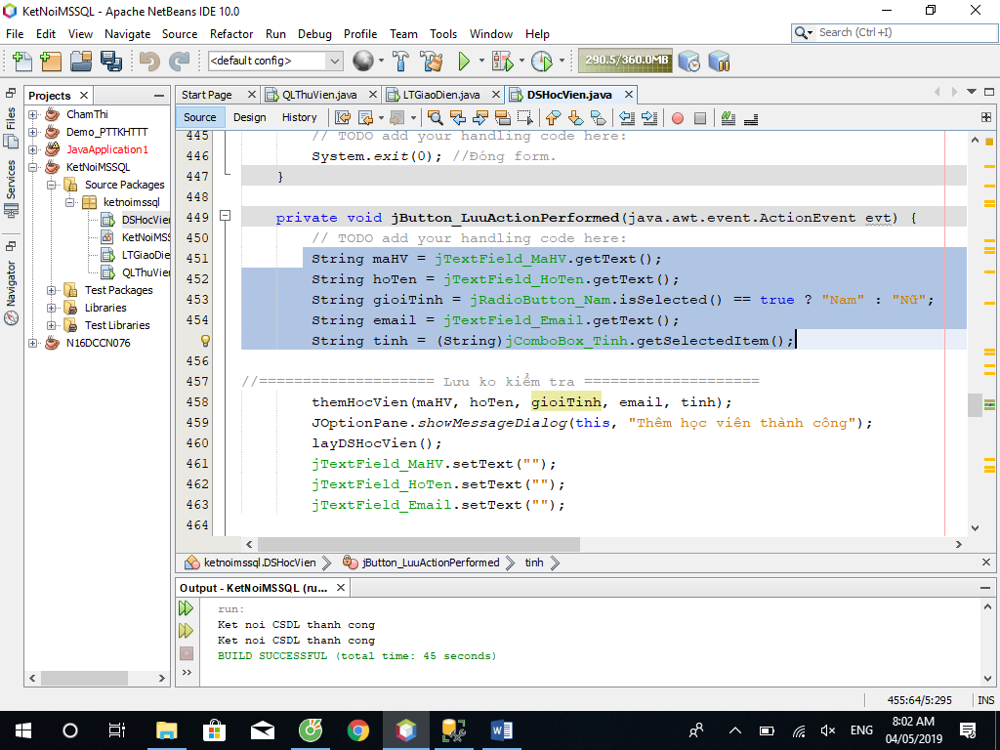 KetNoiMSSQL - Apache NetBeans IDE 10.0
File Edit View Navigate Source Refactor Run Debug Profile Team Tools Window Help
Search (Ctrl+I)
<default config>
290.5/360.0MB
Files
Services
Navigator
Projects
ChamThi
Demo_PTTKHTTT
JavaApplication1
KetNoiMSSQL
Source Packages
ketnoimssql
DSHocVien
KetNoiMSS
LTGiaoDien
QLThuVien
Test Packages
Libraries
Test Libraries
N16DCCN076
Start Page QLThuVien.java LTGiaoDien.java DSHocVien.java
Source Design History
445 // TODO add your handling code here:
446 System.exit(0); //Đóng form.
447 }
448
449 private void jButton_LuuActionPerformed(java.awt.event.ActionEvent evt) {
450 // TODO add your handling code here:
451 String maHV = jTextField_MaHV.getText();
452 String hoTen = jTextField_HoTen.getText();
453 String gioiTinh = jRadioButton_Nam.isSelected() == true ? "Nam" : "Nữ";
454 String email = jTextField_Email.getText();
String tinh = (String)jComboBox_Tinh.getSelectedItem();
456
457 //==================== Lưu ko kiểm tra ====================
458 themHocVien(maHV, hoTen, gioiTinh, email, tinh);
459 JOptionPane.showMessageDialog(this, "Thêm học viên thành công");
460 layDSHocVien();
461 jTextField_MaHV.setText("");
462 jTextField_HoTen.setText("");
463 jTextField_Email.setText("");
464
ketnoimssql.DSHocVien jButton_LuuActionPerformed tinh
Output - KetNoiMSSQL (ru...
run:
Ket noi CSDL thanh cong
Ket noi CSDL thanh cong
BUILD SUCCESSFUL (total time: 45 seconds)
455:64/5:295 INS
ENG
8:02 AM
04/05/2019